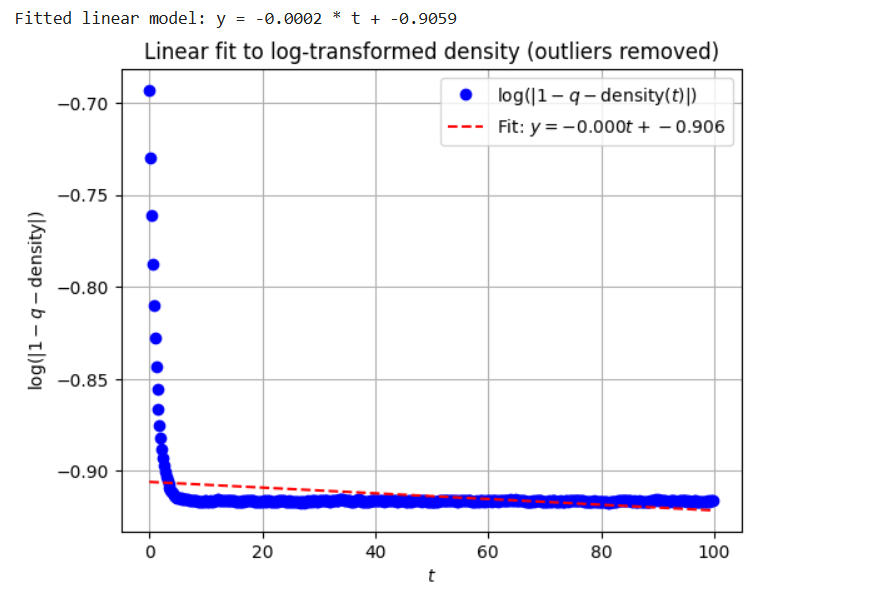 Fitted linear model: y = -0.0002 * t + -0.9059
Linear fit to log-transformed density (outliers removed)
log(|1 − q − density(t)|)
Fit: y = −0.000t + −0.906
−0.70
−0.75
−0.80
−0.85
−0.90
log(|1 − q − density|)
0 20 40 60 80 100
t